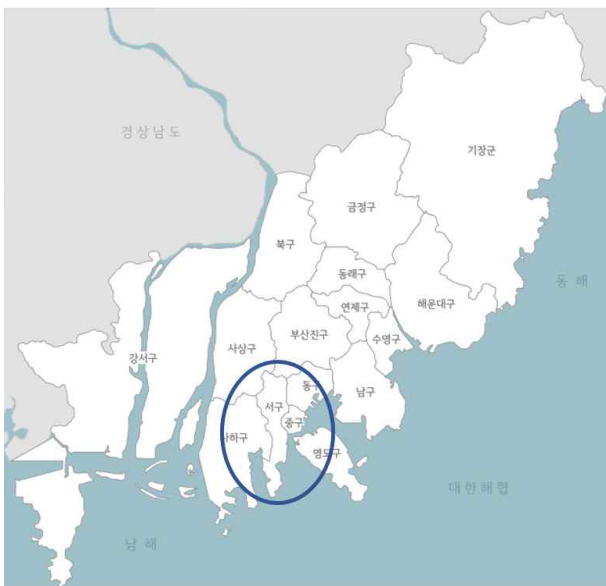 경상남도
기장군
금정구
북구
동래구
동해
해운대구
연제구
부산진구
수영구
사상구
강서구
동구
남구
서구
중구
사하구
영도구
대한해협
남해